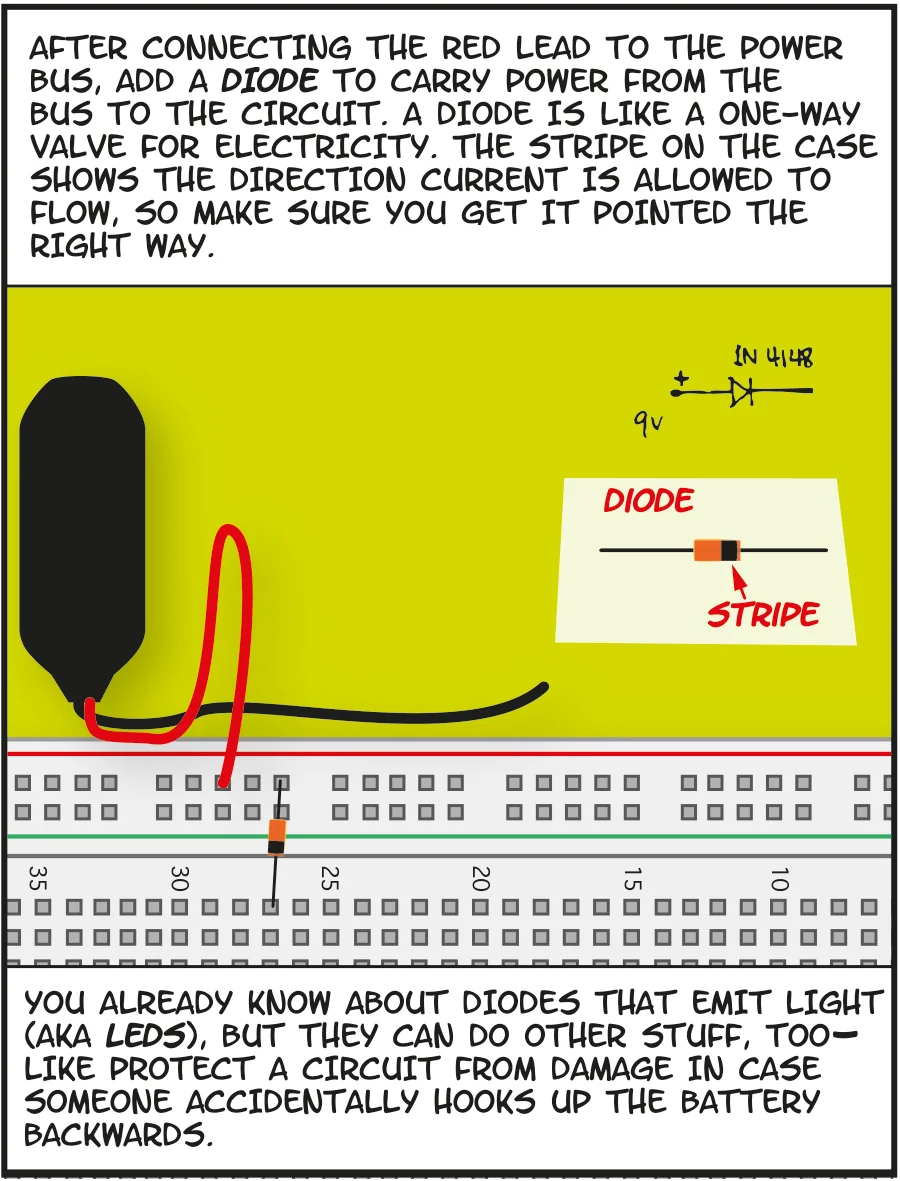 AFTER CONNECTING THE RED LEAD TO THE POWER
BUS, ADD A DIODE TO CARRY POWER FROM THE
BUS TO THE CIRCUIT. A DIODE IS LIKE A ONE-WAY
VALVE FOR ELECTRICITY. THE STRIPE ON THE CASE
SHOWS THE DIRECTION CURRENT IS ALLOWED TO
FLOW, SO MAKE SURE YOU GET IT POINTED THE
RIGHT WAY.
IN 4148
+
9V
DIODE
STRIPE
35 30 25 20 15 10
YOU ALREADY KNOW ABOUT DIODES THAT EMIT LIGHT
(AKA LEDS), BUT THEY CAN DO OTHER STUFF, TOO—
LIKE PROTECT A CIRCUIT FROM DAMAGE IN CASE
SOMEONE ACCIDENTALLY HOOKS UP THE BATTERY
BACKWARDS.